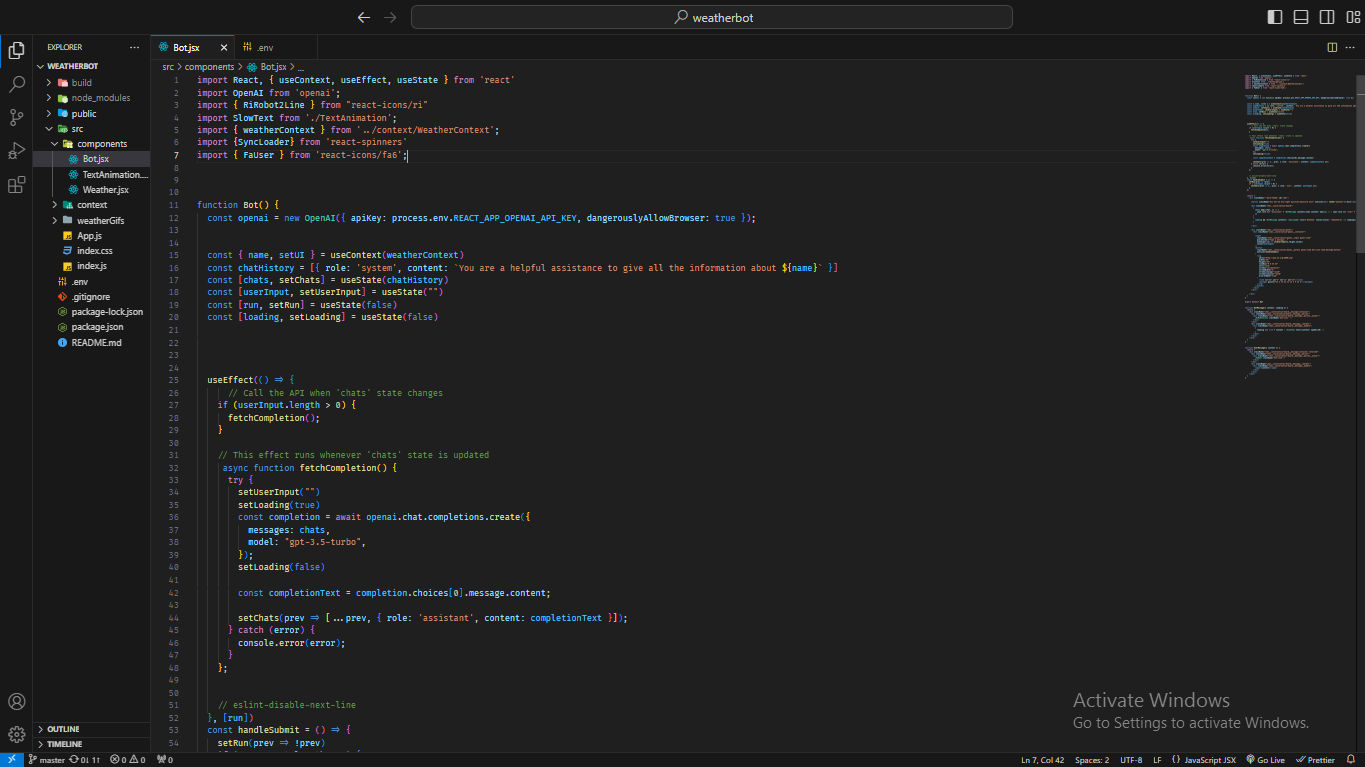 weatherbot
EXPLORER
Bot.jsx
.env
WEATHERBOT
src > components > Bot.jsx > ...
build
node_modules
public
src
components
Bot.jsx
TextAnimation....
Weather.jsx
context
weatherGifs
App.js
index.css
index.js
.env
.gitignore
package-lock.json
package.json
README.md
OUTLINE
TIMELINE
1 import React, { useContext, useEffect, useState } from 'react'
2 import OpenAI from 'openai';
3 import { RiRobot2Line } from "react-icons/ri"
4 import SlowText from './TextAnimation';
5 import { weatherContext } from '../context/WeatherContext';
6 import {SyncLoader} from 'react-spinners'
7 import { FaUser } from 'react-icons/fa6';
8
9
10
11 function Bot() {
12 const openai = new OpenAI({ apiKey: process.env.REACT_APP_OPENAI_API_KEY, dangerouslyAllowBrowser: true });
13
14
15 const { name, setUI } = useContext(weatherContext)
16 const chatHistory = [{ role: 'system', content: `You are a helpful assistance to give all the information about ${name}` }]
17 const [chats, setChats] = useState(chatHistory)
18 const [userInput, setUserInput] = useState("")
19 const [run, setRun] = useState(false)
20 const [loading, setLoading] = useState(false)
21
22
23
24
25 useEffect(() => {
26 // Call the API when 'chats' state changes
27 if (userInput.length > 0) {
28 fetchCompletion();
29 }
30
31 // This effect runs whenever 'chats' state is updated
32 async function fetchCompletion() {
33 try {
34 setUserInput("")
35 setLoading(true)
36 const completion = await openai.chat.completions.create({
37 messages: chats,
38 model: "gpt-3.5-turbo",
39 });
40 setLoading(false)
41
42 const completionText = completion.choices[0].message.content;
43
44 setChats(prev => [...prev, { role: 'assistant', content: completionText }]);
45 } catch (error) {
46 console.error(error);
47 }
48 };
49
50
51 // eslint-disable-next-line
52 }, [run])
53 const handleSubmit = () => {
54 setRun(prev => !prev)
Activate Windows
Go to Settings to activate Windows.
master 0↓ 1↑ 0 0 0
Ln 7, Col 42 Spaces: 2 UTF-8 LF {} JavaScript JSX Go Live Prettier